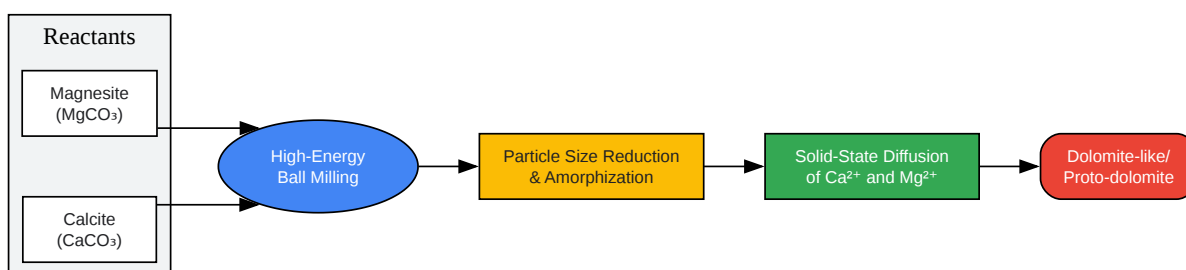 Reactants
Magnesite
(MgCO₃)
Calcite
(CaCO₃)
High-Energy
Ball Milling
Particle Size Reduction
& Amorphization
Solid-State Diffusion
of Ca²⁺ and Mg²⁺
Dolomite-like/
Proto-dolomite